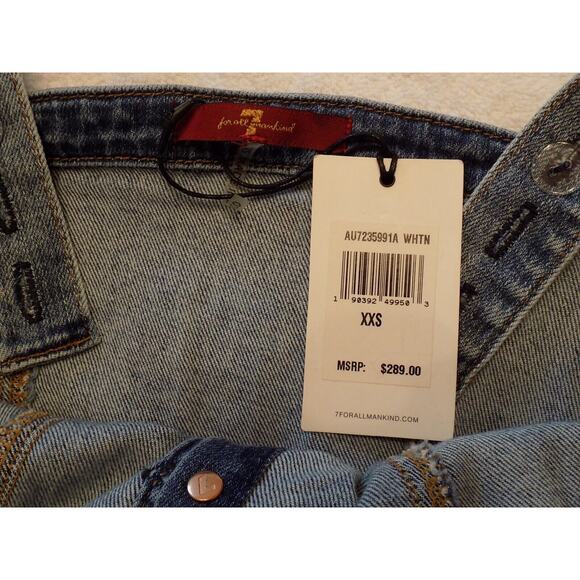 7
for all mankind®
AU7235991A WHTN
1 90392 49950 3
XXS
MSRP: $289.00
7FORALLMANKIND.COM